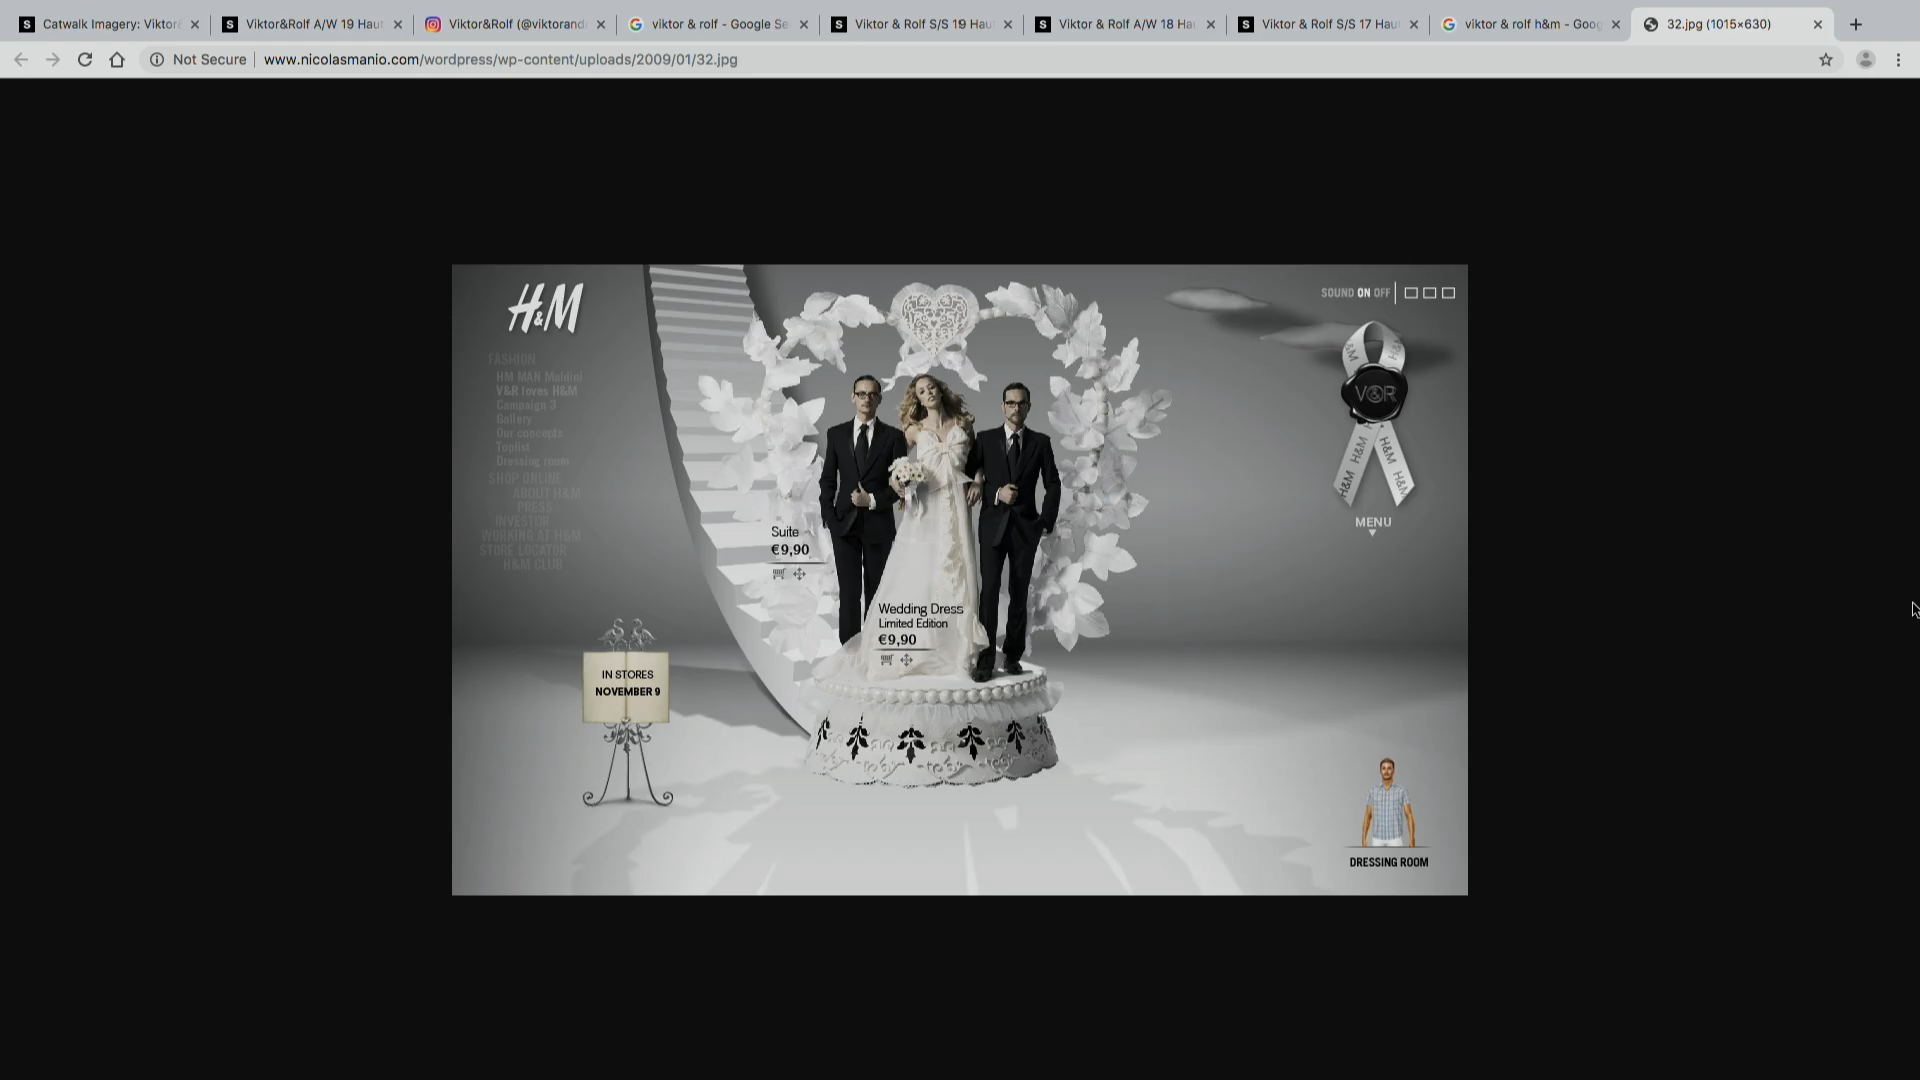 Catwalk Imagery: Viktor&
Viktor&Rolf A/W 19 Haut
Viktor&Rolf (@viktorand
viktor & rolf - Google Se
Viktor & Rolf S/S 19 Haut
Viktor & Rolf A/W 18 Ha
Viktor & Rolf S/S 17 Haut
viktor & rolf h&m - Goog
32.jpg (1015×630)
Not Secure
www.nicolasmanio.com/wordpress/wp-content/uploads/2009/01/32.jpg
H&M
SOUND ON OFF
FASHION
HM MAN Maldini
V&R loves H&M
Campaign 3
Gallery
Our concepts
Toplist
Dressing room
SHOP ONLINE
ABOUT H&M
PRESS
INVESTOR
WORKING AT H&M
STORE LOCATOR
H&M CLUB
H&M
H&M
V&R
H&M
H&M
H&M
H&M
MENU
Suite
€9,90
Wedding Dress
Limited Edition
€9,90
IN STORES
NOVEMBER 9
DRESSING ROOM